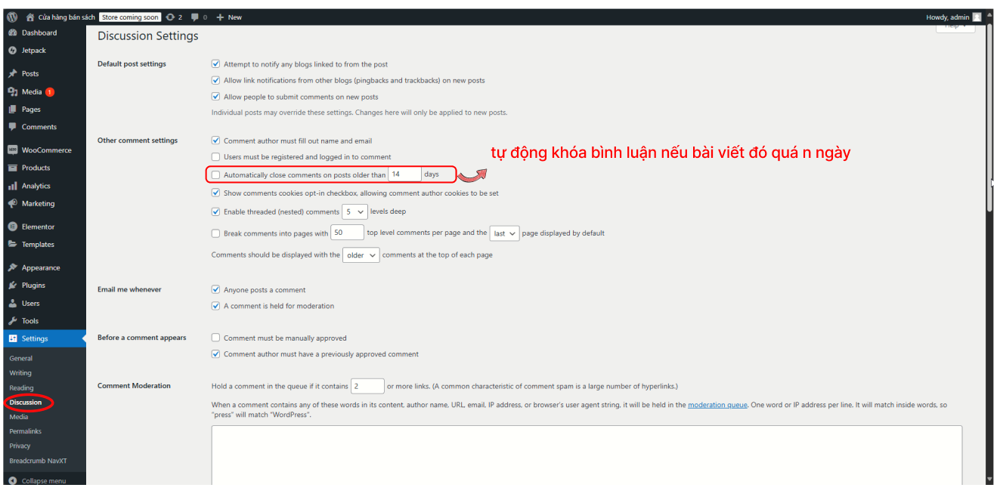 Cửa hàng bán sách Store coming soon 2 0 + New Howdy, admin
Dashboard
Jetpack
Posts
Media 1
Pages
Comments
WooCommerce
Products
Analytics
Marketing
Elementor
Templates
Appearance
Plugins
Users
Tools
Settings
General
Writing
Reading
Discussion
Media
Permalinks
Privacy
Breadcrumb NavXT
Collapse menu
Help
Discussion Settings
Default post settings
Attempt to notify any blogs linked to from the post
Allow link notifications from other blogs (pingbacks and trackbacks) on new posts
Allow people to submit comments on new posts
Individual posts may override these settings. Changes here will only be applied to new posts.
Other comment settings
Comment author must fill out name and email
Users must be registered and logged in to comment
Automatically close comments on posts older than 14 days
tự động khóa bình luận nếu bài viết đó quá n ngày
Show comments cookies opt-in checkbox, allowing comment author cookies to be set
Enable threaded (nested) comments 5 levels deep
Break comments into pages with 50 top level comments per page and the last page displayed by default
Comments should be displayed with the older comments at the top of each page
Email me whenever
Anyone posts a comment
A comment is held for moderation
Before a comment appears
Comment must be manually approved
Comment author must have a previously approved comment
Comment Moderation
Hold a comment in the queue if it contains 2 or more links. (A common characteristic of comment spam is a large number of hyperlinks.)
When a comment contains any of these words in its content, author name, URL, email, IP address, or browser's user agent string, it will be held in the moderation queue. One word or IP address per line. It will match inside words, so
"press" will match "WordPress".